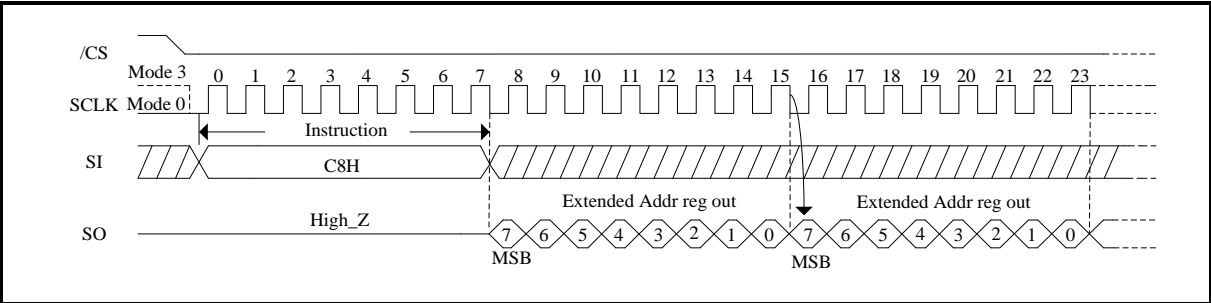 /CS
Mode 3 0 1 2 3 4 5 6 7 8 9 10 11 12 13 14 15 16 17 18 19 20 21 22 23
SCLK Mode 0
Instruction
SI C8H
Extended Addr reg out Extended Addr reg out
High_Z
SO 7 6 5 4 3 2 1 0 7 6 5 4 3 2 1 0
MSB MSB